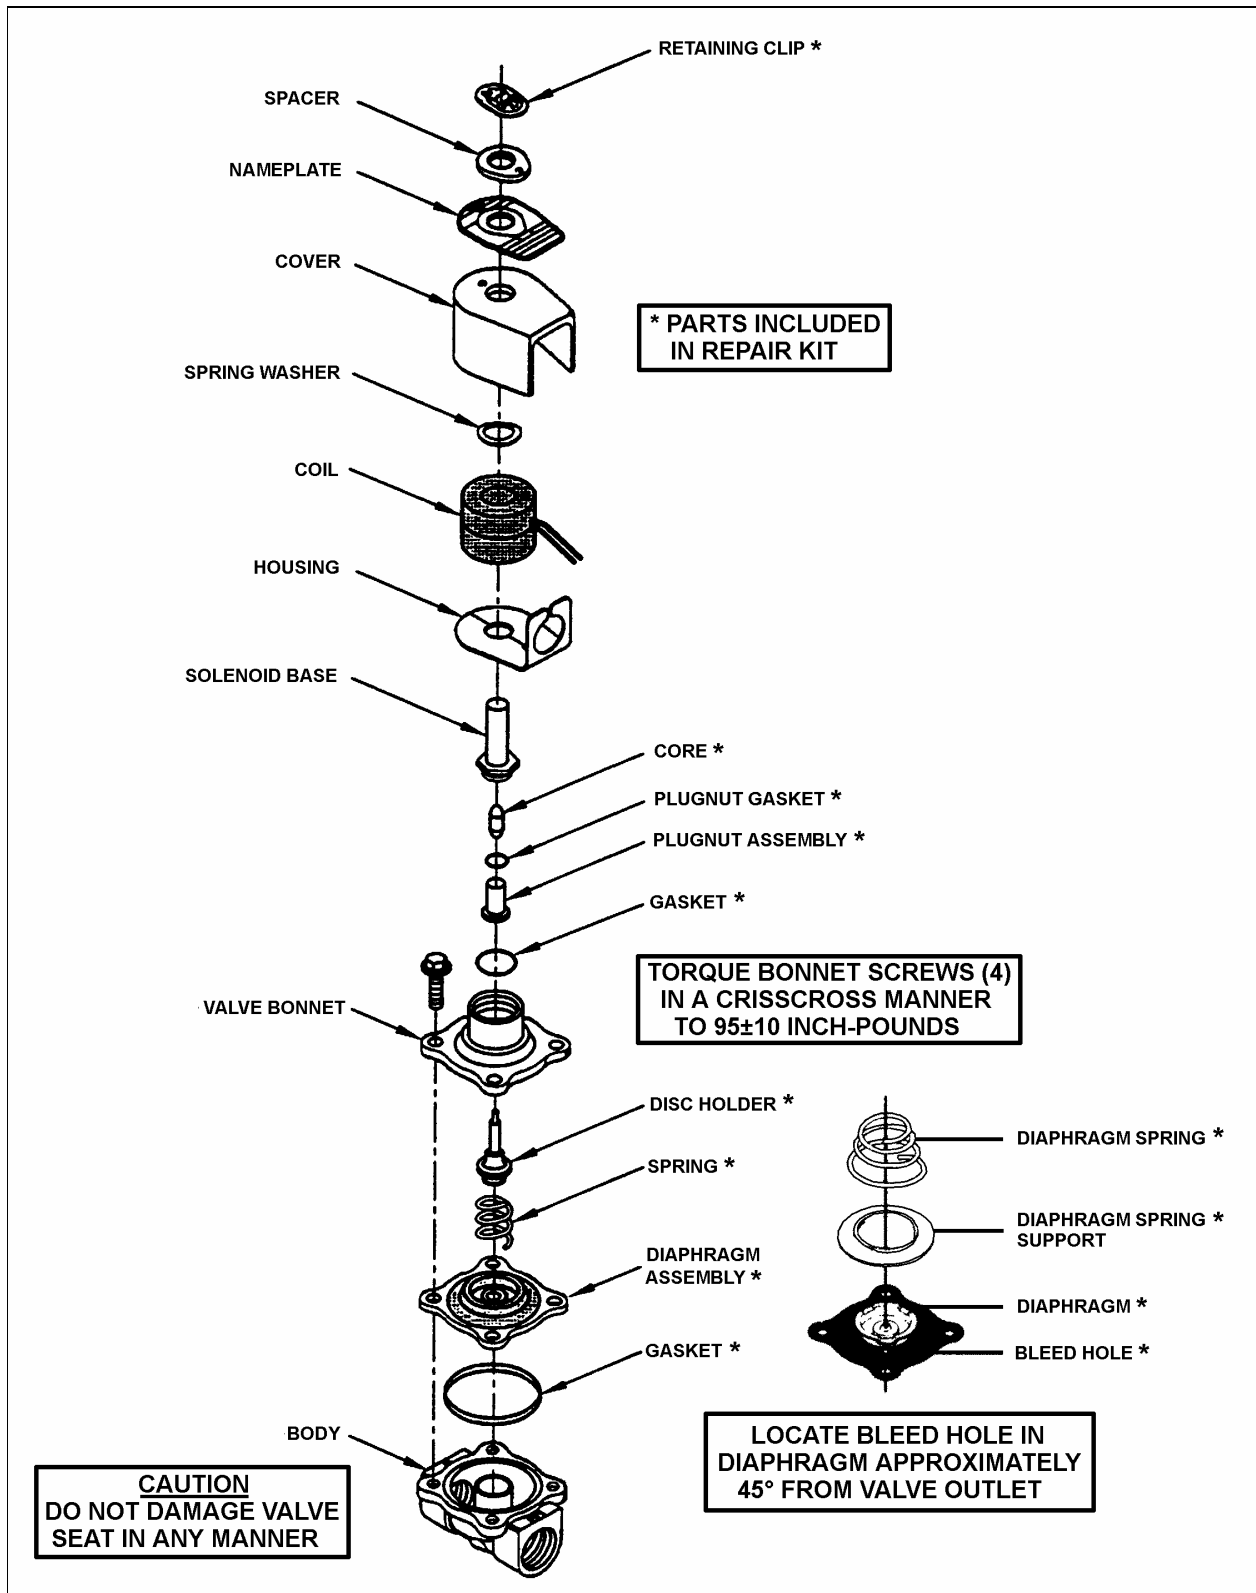 RETAINING CLIP *
SPACER
NAMEPLATE
COVER
* PARTS INCLUDED
IN REPAIR KIT
SPRING WASHER
COIL
HOUSING
SOLENOID BASE
CORE *
PLUGNUT GASKET *
PLUGNUT ASSEMBLY *
GASKET *
TORQUE BONNET SCREWS (4)
IN A CRISSCROSS MANNER
TO 95±10 INCH-POUNDS
VALVE BONNET
DISC HOLDER *
SPRING *
DIAPHRAGM
ASSEMBLY *
GASKET *
DIAPHRAGM SPRING *
DIAPHRAGM SPRING *
SUPPORT
DIAPHRAGM *
BLEED HOLE *
BODY
LOCATE BLEED HOLE IN
DIAPHRAGM APPROXIMATELY
45° FROM VALVE OUTLET
CAUTION
DO NOT DAMAGE VALVE
SEAT IN ANY MANNER